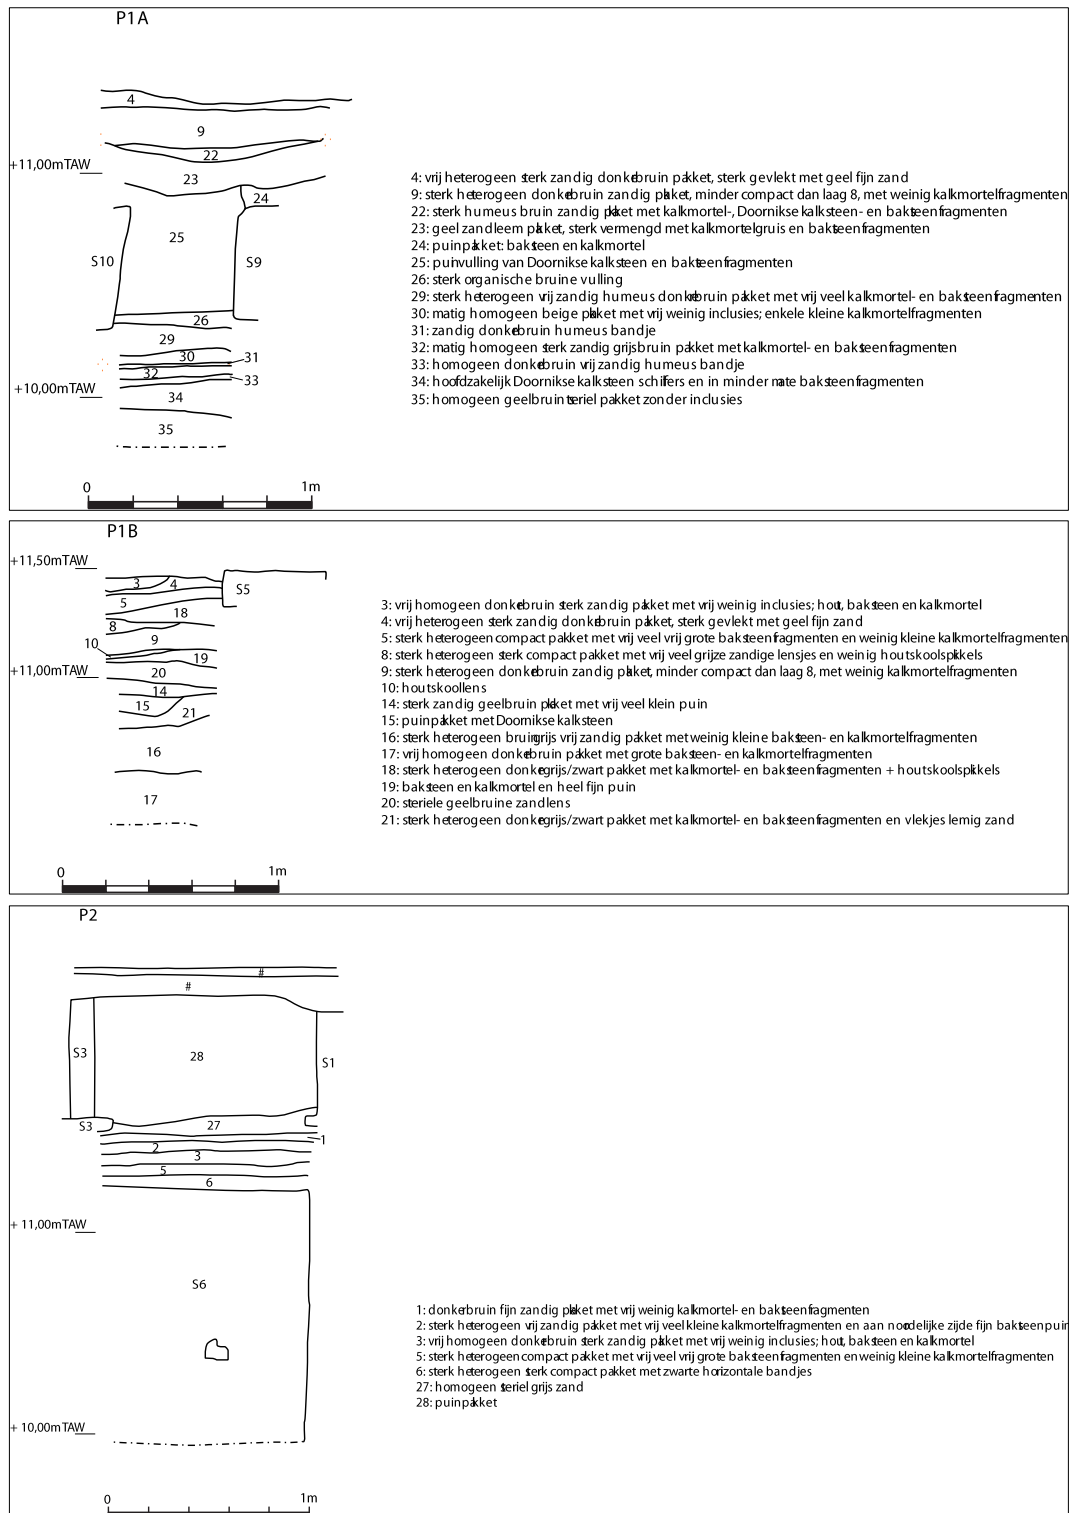 P1A
4
9
22
+11,00mTAW
23
24
25
S10
S9
26
29
30
31
32
33
+10,00mTAW
34
35
0 1m
4: vrij heterogeen sterk zandig donkerbruin pakket, sterk gevlekt met geel fijn zand
9: sterk heterogeen donkerbruin zandig pakket, minder compact dan laag 8, met weinig kalkmortelfragmenten
22: sterk humeus bruin zandig pakket met kalkmortel-, Doornikse kalksteen- en baksteenfragmenten
23: geel zandleem pakket, sterk vermengd met kalkmortelgruis en baksteenfragmenten
24: puinpakket: baksteen en kalkmortel
25: puinvulling van Doornikse kalksteen en baksteenfragmenten
26: sterk organische bruine vulling
29: sterk heterogeen vrij zandig humeus donkerbruin pakket met vrij veel kalkmortel- en baksteenfragmenten
30: matig homogeen beige pakket met vrij weinig inclusies; enkele kleine kalkmortelfragmenten
31: zandig donkerbruin humeus bandje
32: matig homogeen sterk zandig grijsbruin pakket met kalkmortel- en baksteenfragmenten
33: homogeen donkerbruin vrij zandig humeus bandje
34: hoofdzakelijk Doornikse kalksteen schilfers en in minder mate baksteenfragmenten
35: homogeen geelbruin steriel pakket zonder inclusies
P1B
+11,50mTAW
3
4
S5
5
18
8
9
10
19
+11,00mTAW
20
14
15
21
16
17
0 1m
3: vrij homogeen donkerbruin sterk zandig pakket met vrij weinig inclusies; hout, baksteen en kalkmortel
4: vrij heterogeen sterk zandig donkerbruin pakket, sterk gevlekt met geel fijn zand
5: sterk heterogeen compact pakket met vrij veel vrij grote baksteenfragmenten en weinig kleine kalkmortelfragmenten
8: sterk heterogeen sterk compact pakket met vrij veel grijze zandige lensjes en weinig houtskoolspikkels
9: sterk heterogeen donkerbruin zandig pakket, minder compact dan laag 8, met weinig kalkmortelfragmenten
10: houtskoollens
14: sterk zandig geelbruin pakket met vrij veel klein puin
15: puinpakket met Doornikse kalksteen
16: sterk heterogeen bruingrijs vrij zandig pakket met weinig kleine baksteen- en kalkmortelfragmenten
17: vrij homogeen donkerbruin pakket met grote baksteen- en kalkmortelfragmenten
18: sterk heterogeen donkergrijs/zwart pakket met kalkmortel- en baksteenfragmenten + houtskoolspikkels
19: baksteen en kalkmortel en heel fijn puin
20: steriele geelbruine zandlens
21: sterk heterogeen donkergrijs/zwart pakket met kalkmortel- en baksteenfragmenten en vlekjes lemig zand
P2
#
#
S3
28
S1
S3
27
1
2
3
5
6
+ 11,00mTAW
S6
+ 10,00mTAW
0 1m
1: donkerbruin fijn zandig pakket met vrij weinig kalkmortel- en baksteenfragmenten
2: sterk heterogeen vrij zandig pakket met vrij veel kleine kalkmortelfragmenten en aan noordelijke zijde fijn baksteenpuin
3: vrij homogeen donkerbruin sterk zandig pakket met vrij weinig inclusies; hout, baksteen en kalkmortel
5: sterk heterogeen compact pakket met vrij veel vrij grote baksteenfragmenten en weinig kleine kalkmortelfragmenten
6: sterk heterogeen sterk compact pakket met zwarte horizontale bandjes
27: homogeen steriel grijs zand
28: puinpakket